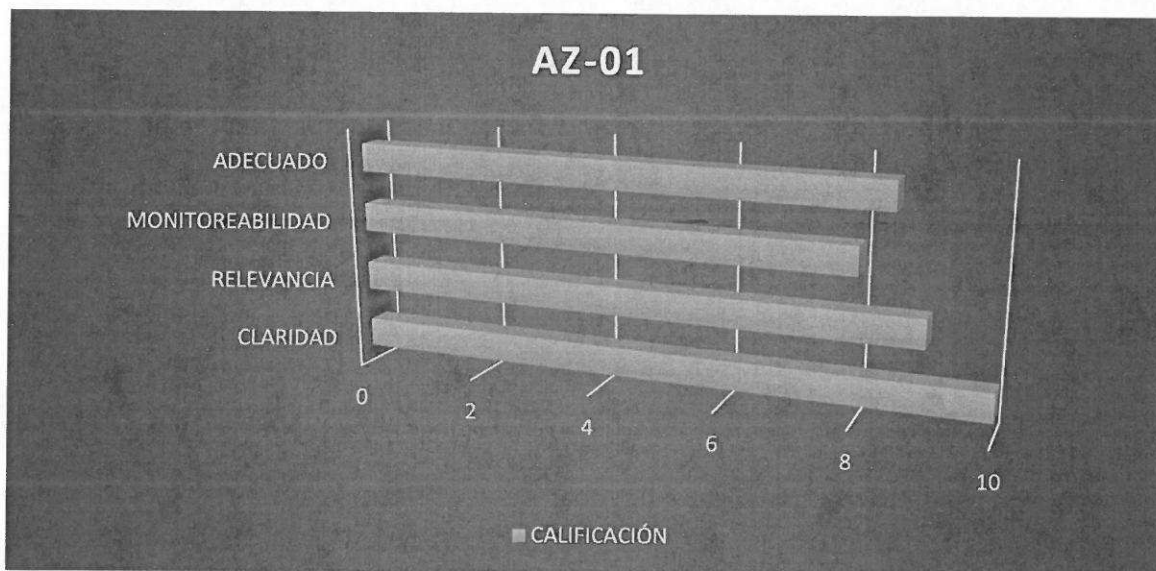 AZ-01
ADECUADO
MONITOREABILIDAD
RELEVANCIA
CLARIDAD
0
2
4
6
8
10
CALIFICACIÓN